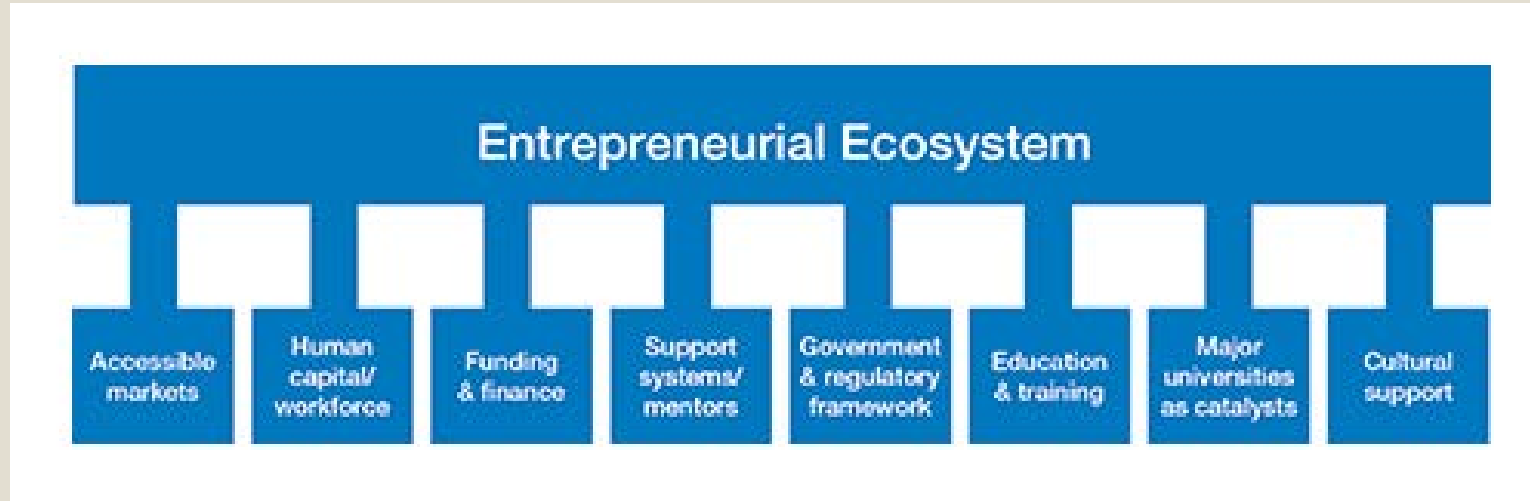 Entrepreneurial Ecosystem
Accessible
markets
Human
capital/
workforce
Funding
& finance
Support
systems/
mentors
Government
& regulatory
framework
Education
& training
Major
universities
as catalysts
Cultural
support